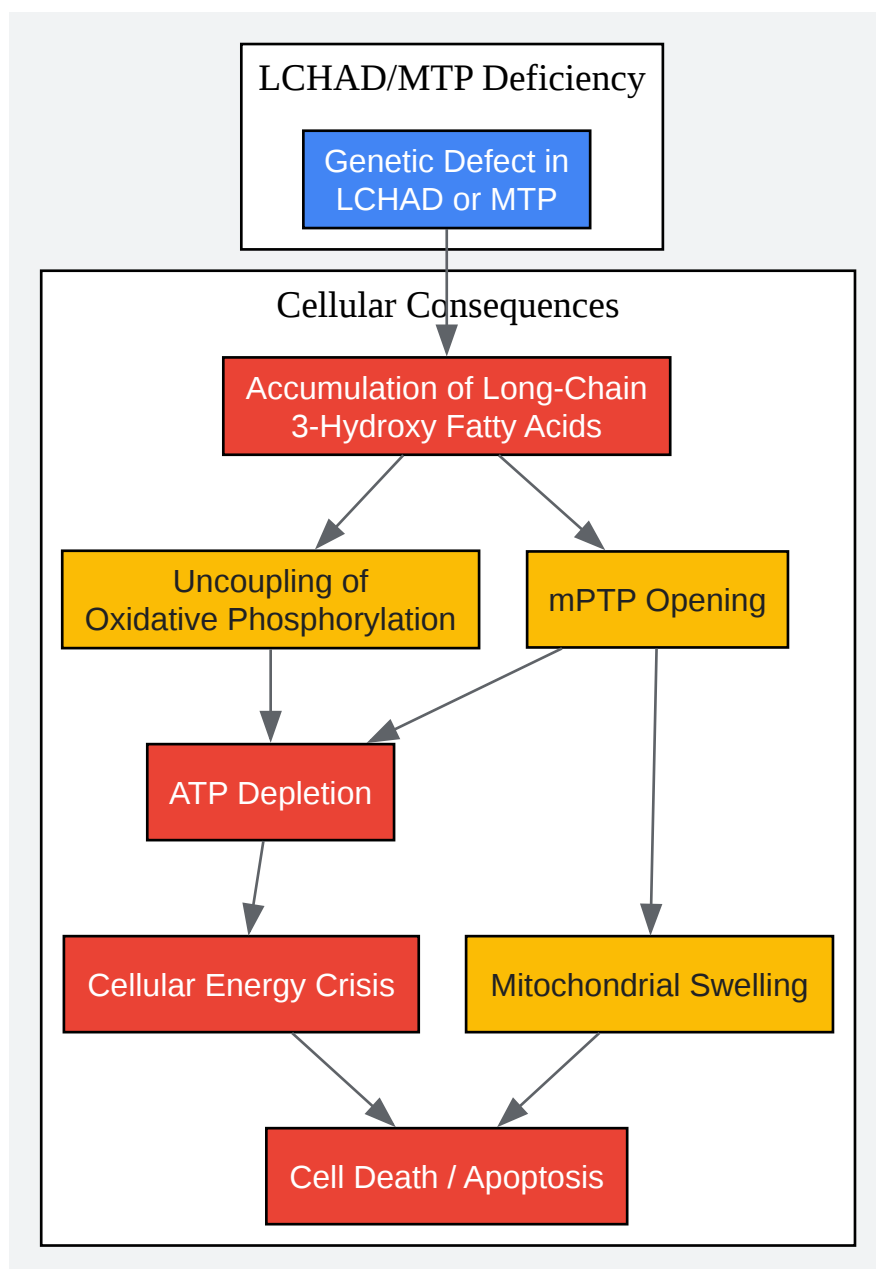 LCHAD/MTP Deficiency
Genetic Defect in
LCHAD or MTP
Cellular Consequences
Accumulation of Long-Chain
3-Hydroxy Fatty Acids
Uncoupling of
Oxidative Phosphorylation
mPTP Opening
ATP Depletion
Cellular Energy Crisis
Mitochondrial Swelling
Cell Death / Apoptosis